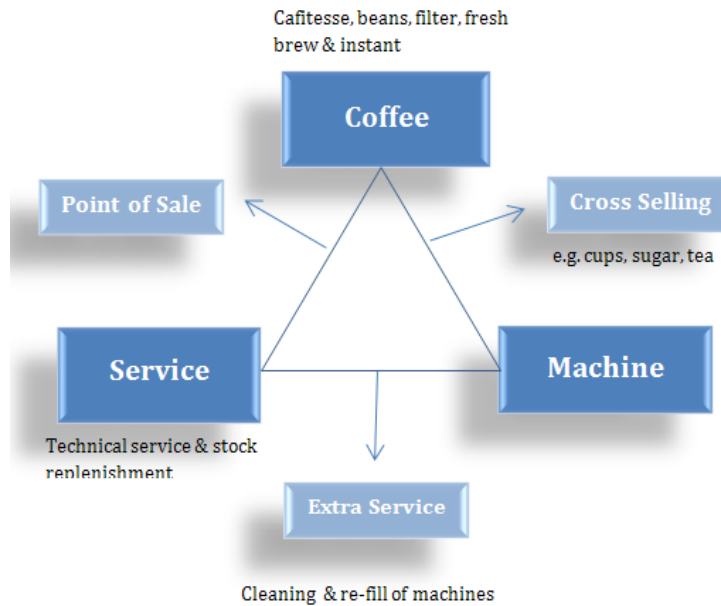 Cafitesse, beans, filter, fresh
brew & instant
Coffee
Point of Sale
Cross Selling
e.g. cups, sugar, tea
Service
Machine
Technical service & stock
replenishment
Extra Service
Cleaning & re-fill of machines